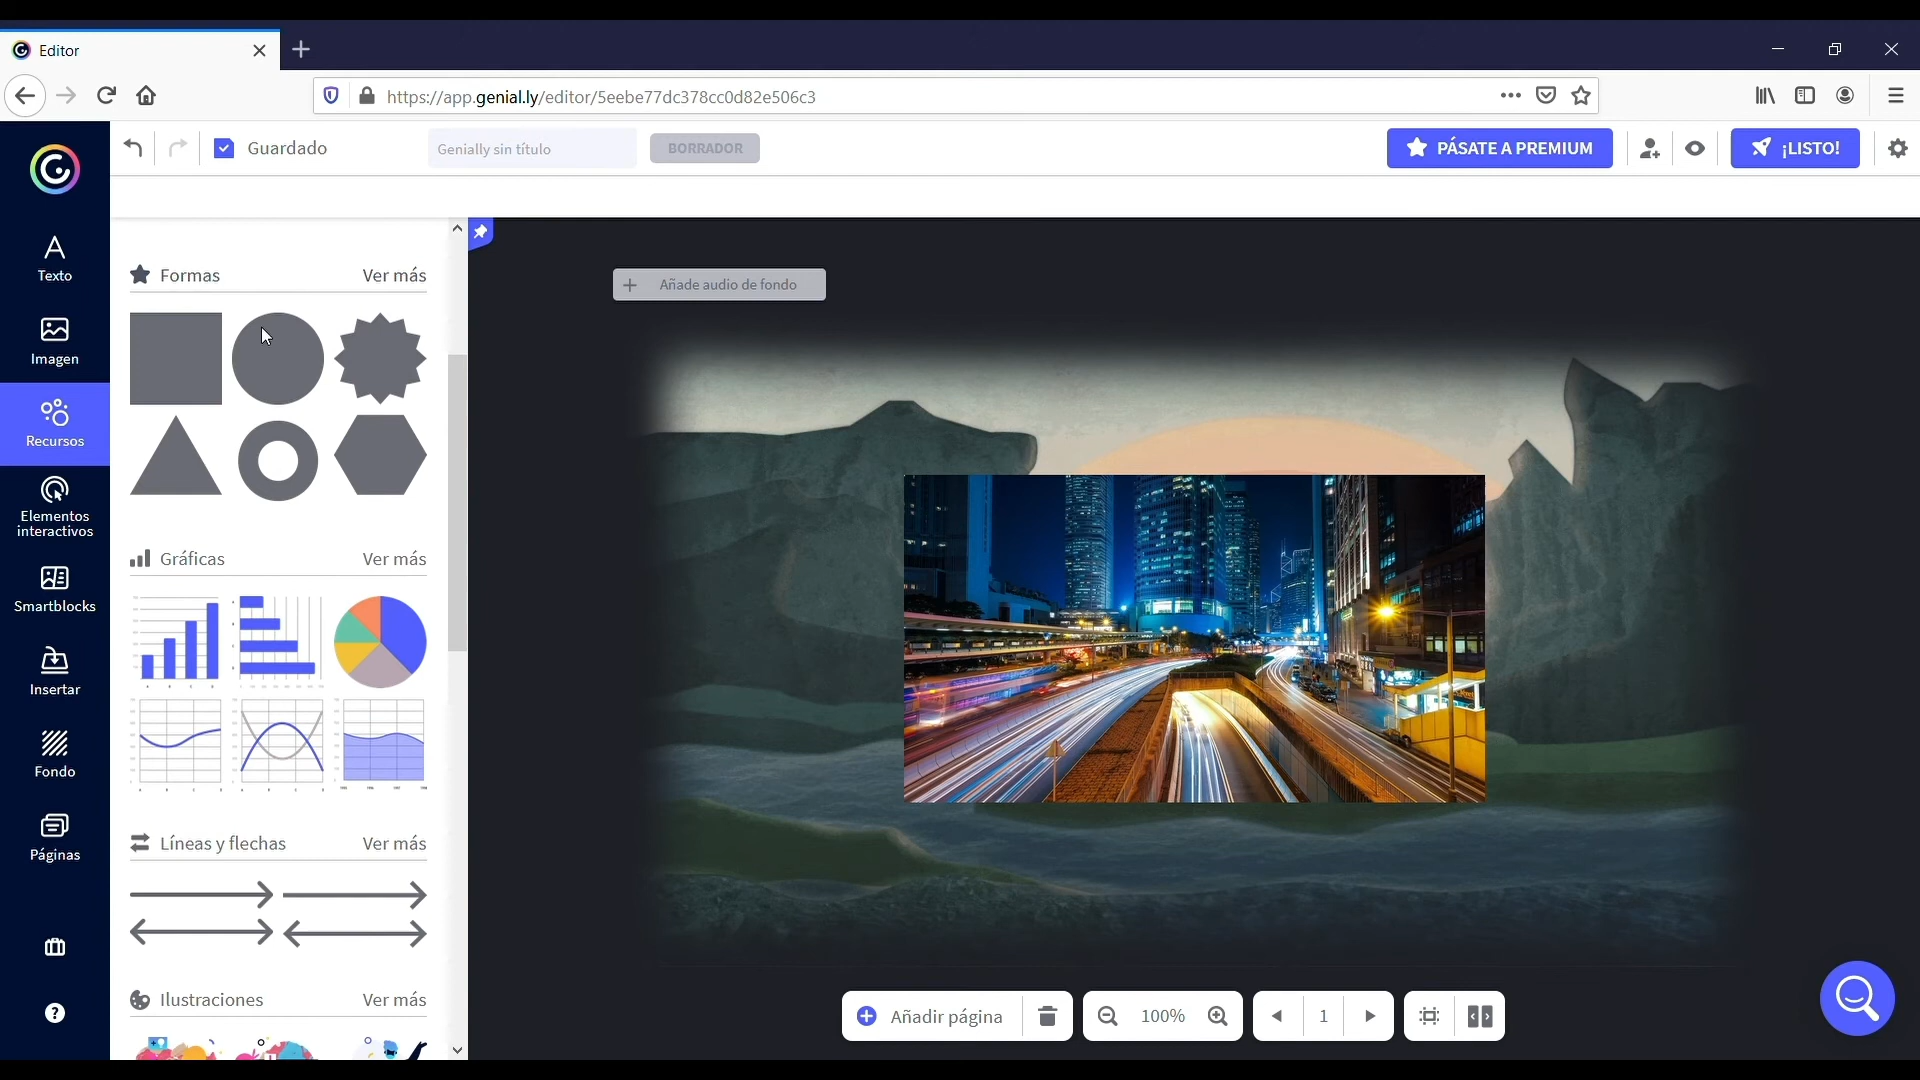 Editor
https://app.genial.ly/editor/5eebe77dc378cc0d82e506c3
Guardado
Genially sin título
BORRADOR
PÁSATE A PREMIUM
¡LISTO!
Texto
Imagen
Recursos
Elementos
interactivos
Smartblocks
Insertar
Fondo
Páginas
Formas
Ver más
Gráficas
Ver más
Líneas y flechas
Ver más
Ilustraciones
Ver más
Añade audio de fondo
Añadir página
100%
1